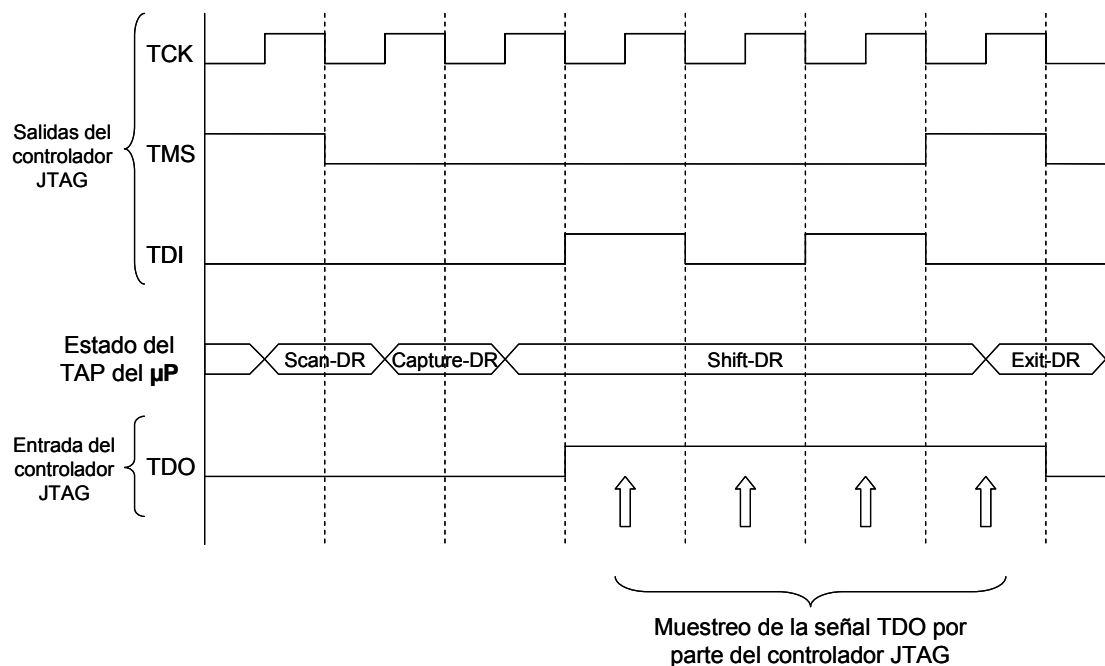 TCK
Salidas del
controlador
JTAG
TMS
TDI
Estado del
TAP del µP
Scan-DR
Capture-DR
Shift-DR
Exit-DR
Entrada del
controlador
JTAG
TDO
Muestreo de la señal TDO por
parte del controlador JTAG